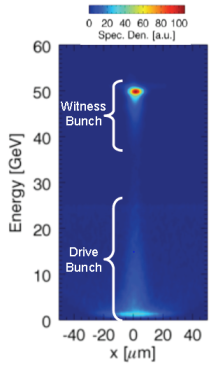 0 20 40 60 80 100
Spec. Den. [a.u.]
60
50
40
30
20
10
0
Energy [GeV]
Witness
Bunch
Drive
Bunch
-40 -20 0 20 40
x [μm]